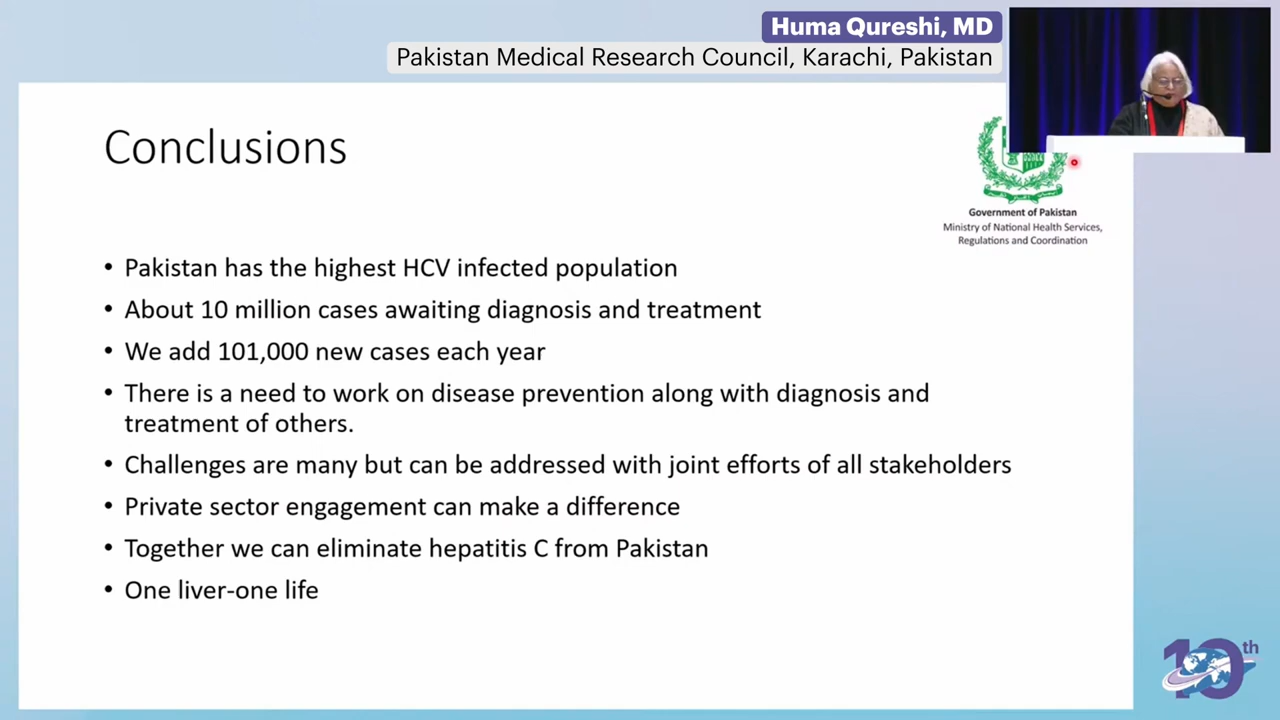 Huma Qureshi, MD
Pakistan Medical Research Council, Karachi, Pakistan
Conclusions
Government of Pakistan
Ministry of National Health Services,
Regulations and Coordination
• Pakistan has the highest HCV infected population
• About 10 million cases awaiting diagnosis and treatment
• We add 101,000 new cases each year
• There is a need to work on disease prevention along with diagnosis and
treatment of others.
• Challenges are many but can be addressed with joint efforts of all stakeholders
• Private sector engagement can make a difference
• Together we can eliminate hepatitis C from Pakistan
• One liver-one life
10th